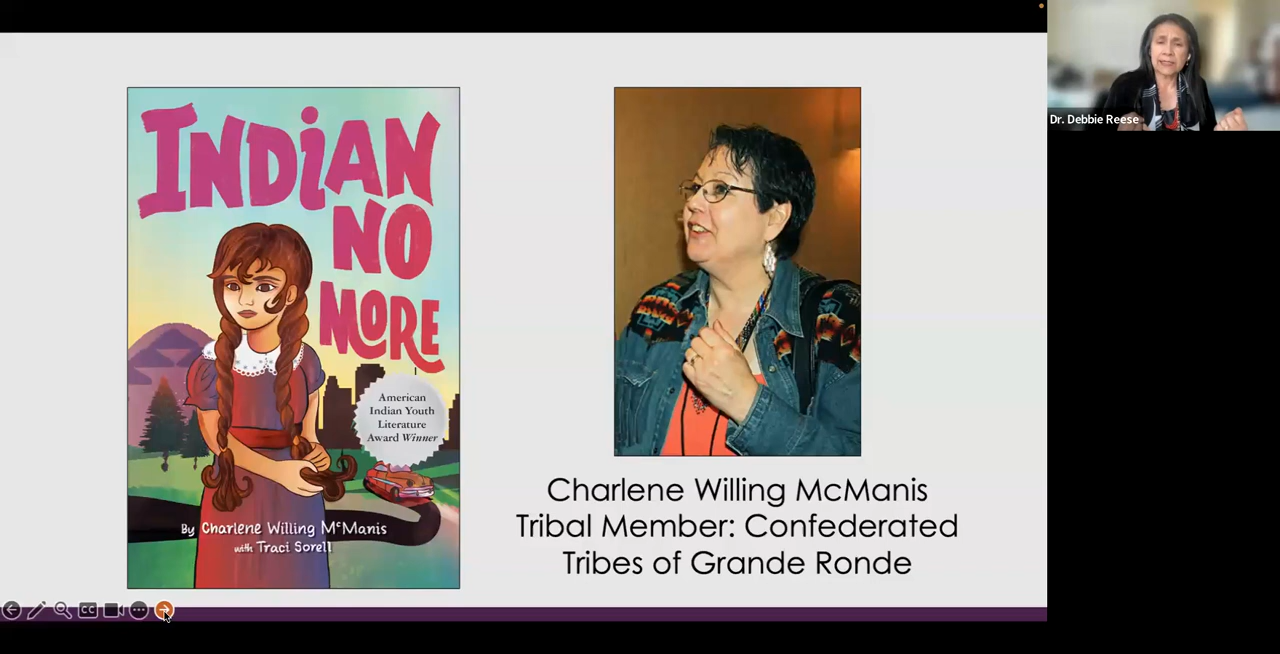 INDiAN
NO
MORE
American
Indian Youth
Literature
Award Winner
By Charlene Willing McManis
with Traci Sorell
Charlene Willing McManis
Tribal Member: Confederated
Tribes of Grande Ronde
CC
Dr. Debbie Reese